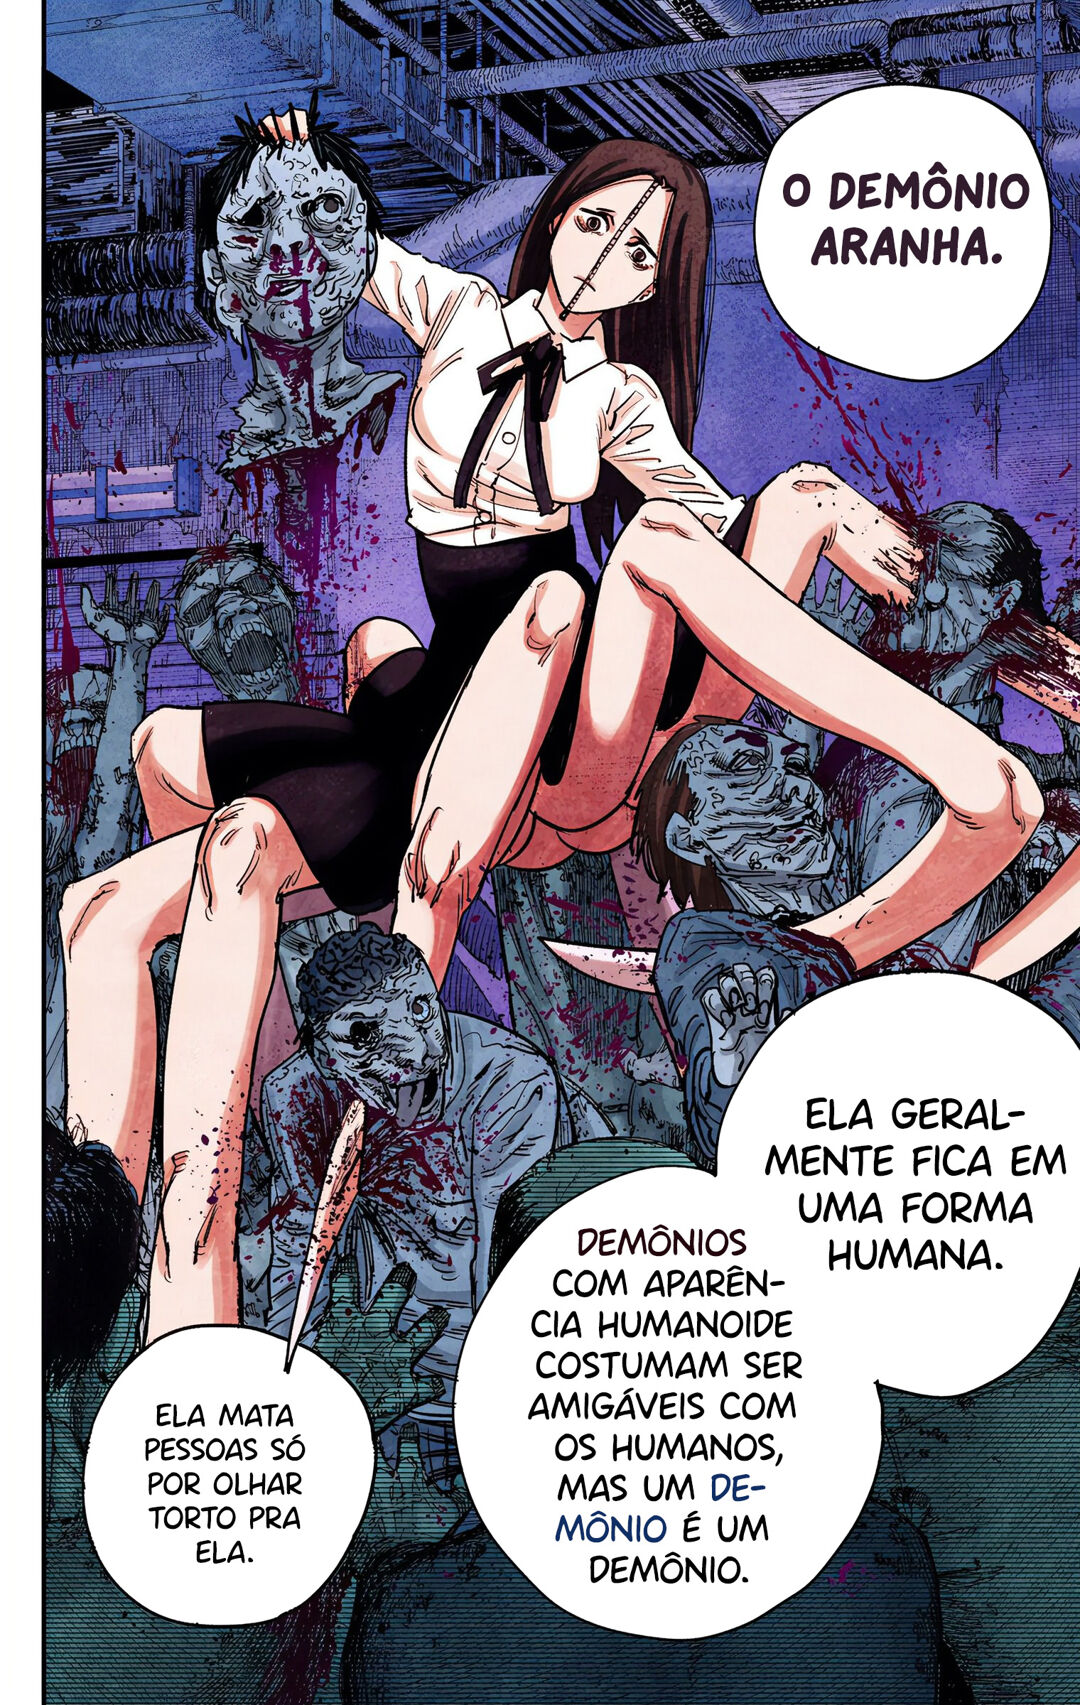 O DEMÔNIO
ARANHA.
ELA GERAL-
MENTE FICA EM
UMA FORMA
HUMANA.
DEMÔNIOS
COM APARÊN-
CIA HUMANOIDE
COSTUMAM SER
AMIGÁVEIS COM
OS HUMANOS,
MAS UM DE-
MÔNIO É UM
DEMÔNIO.
ELA MATA
PESSOAS SÓ
POR OLHAR
TORTO PRA
ELA.